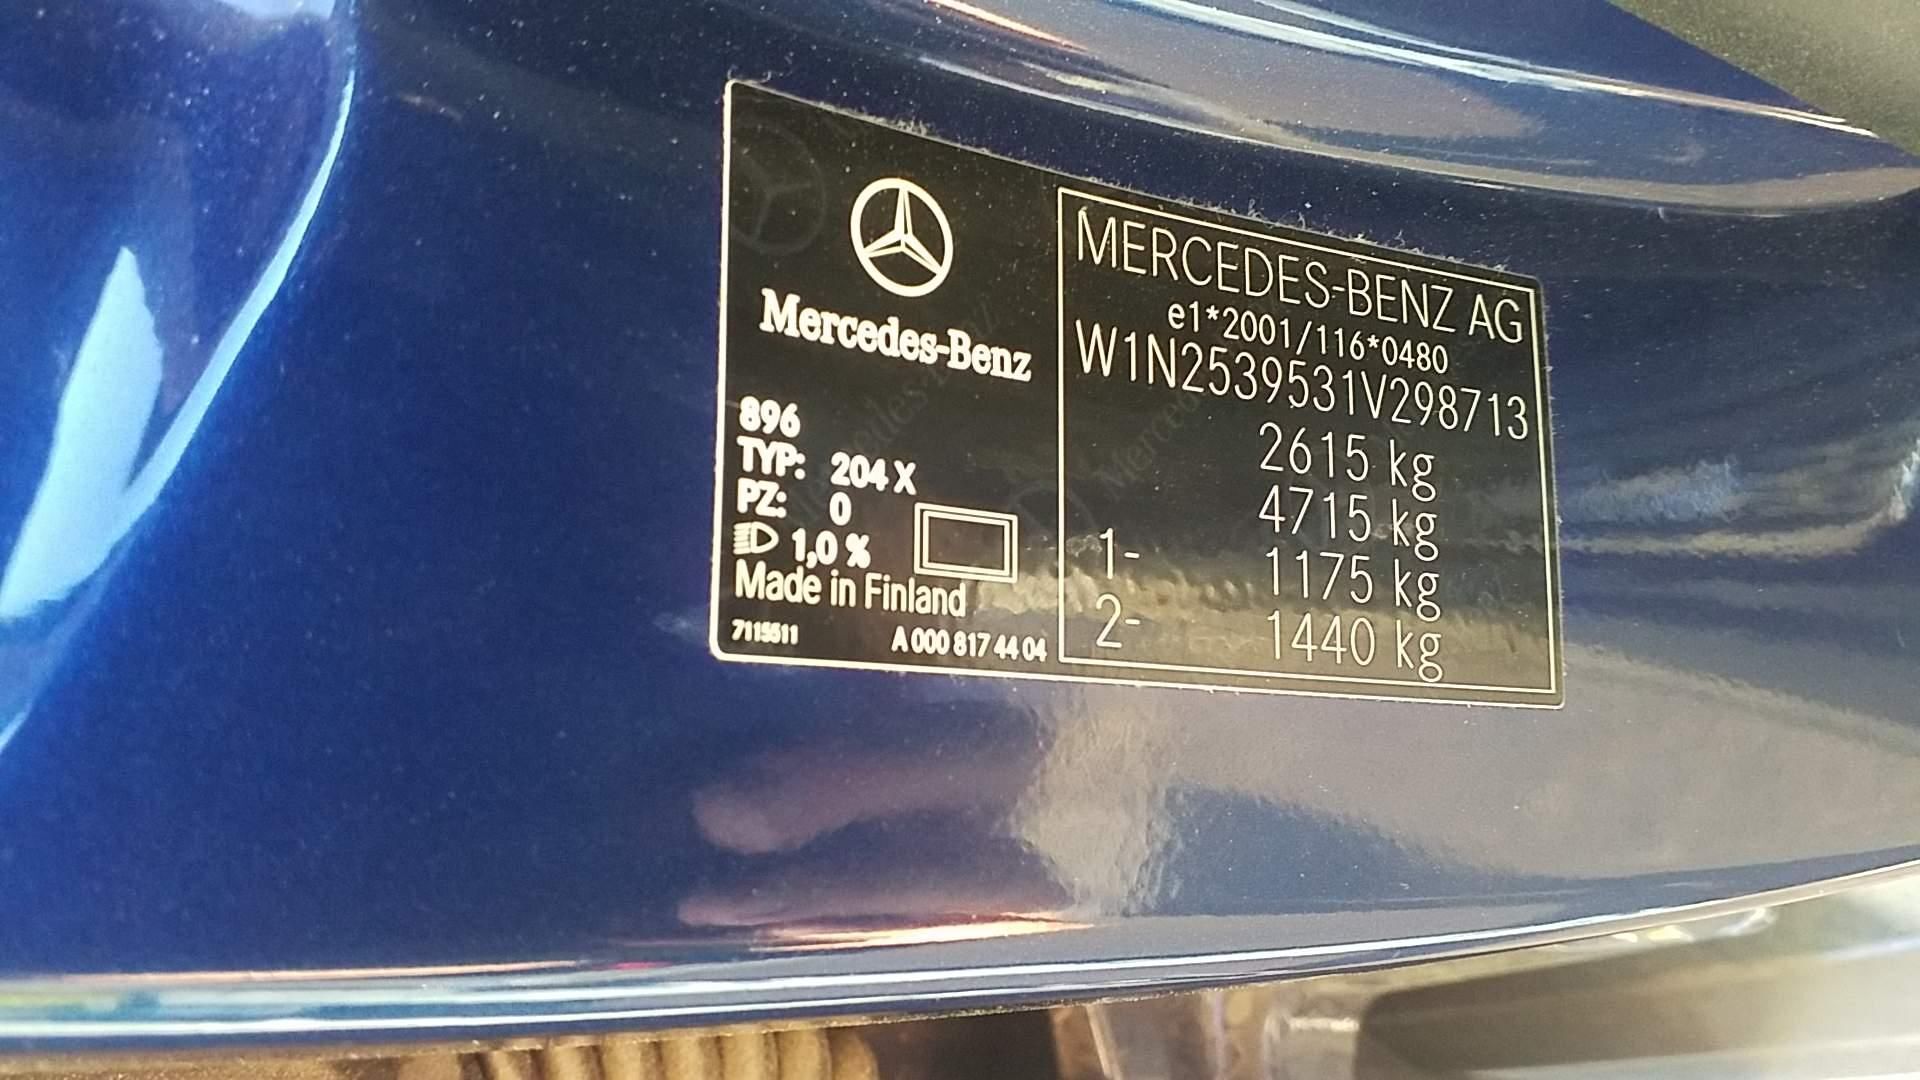 Mercedes-Benz
896
TYP: 204 X
PZ: 0
1,0 %
Made in Finland
7115511
A 000 817 44 04
MERCEDES-BENZ AG
e1*2001/116*0480
W1N2539531V298713
2615 kg
4715 kg
1- 1175 kg
2- 1440 kg